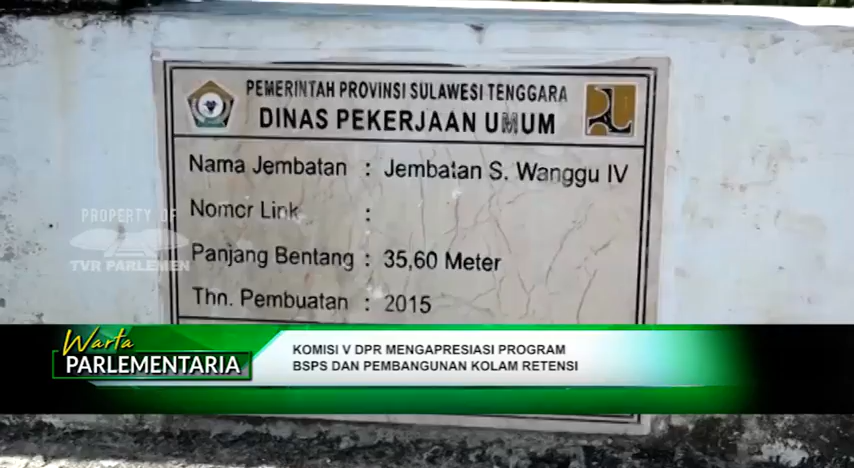 PEMERINTAH PROVINSI SULAWESI TENGGARA
DINAS PEKERJAAN UMUM
Nama Jembatan : Jembatan S. Wanggu IV
Nomor Link :
Panjang Bentang : 35,60 Meter
Thn. Pembuatan : 2015
PROPERTY OF
TVR PARLEMEN
Warta
PARLEMENTARIA
KOMISI V DPR MENGAPRESIASI PROGRAM
BSPS DAN PEMBANGUNAN KOLAM RETENSI